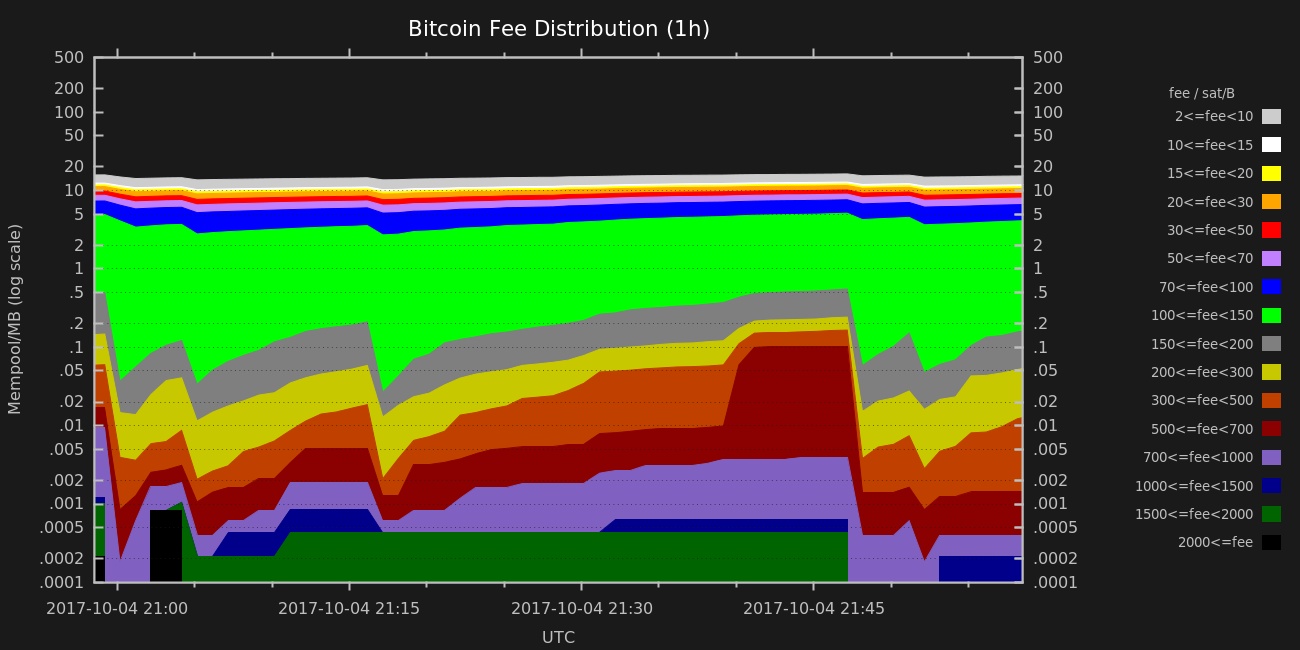 Bitcoin Fee Distribution (1h)
Mempool/MB (log scale)
500
200
100
50
20
10
5
2
1
.5
.2
.1
.05
.02
.01
.005
.002
.001
.0005
.0002
.0001
500
200
100
50
20
10
5
2
1
.5
.2
.1
.05
.02
.01
.005
.002
.001
.0005
.0002
.0001
2017-10-04 21:00 2017-10-04 21:15 2017-10-04 21:30 2017-10-04 21:45
UTC
fee / sat/B
2<=fee<10
10<=fee<15
15<=fee<20
20<=fee<30
30<=fee<50
50<=fee<70
70<=fee<100
100<=fee<150
150<=fee<200
200<=fee<300
300<=fee<500
500<=fee<700
700<=fee<1000
1000<=fee<1500
1500<=fee<2000
2000<=fee